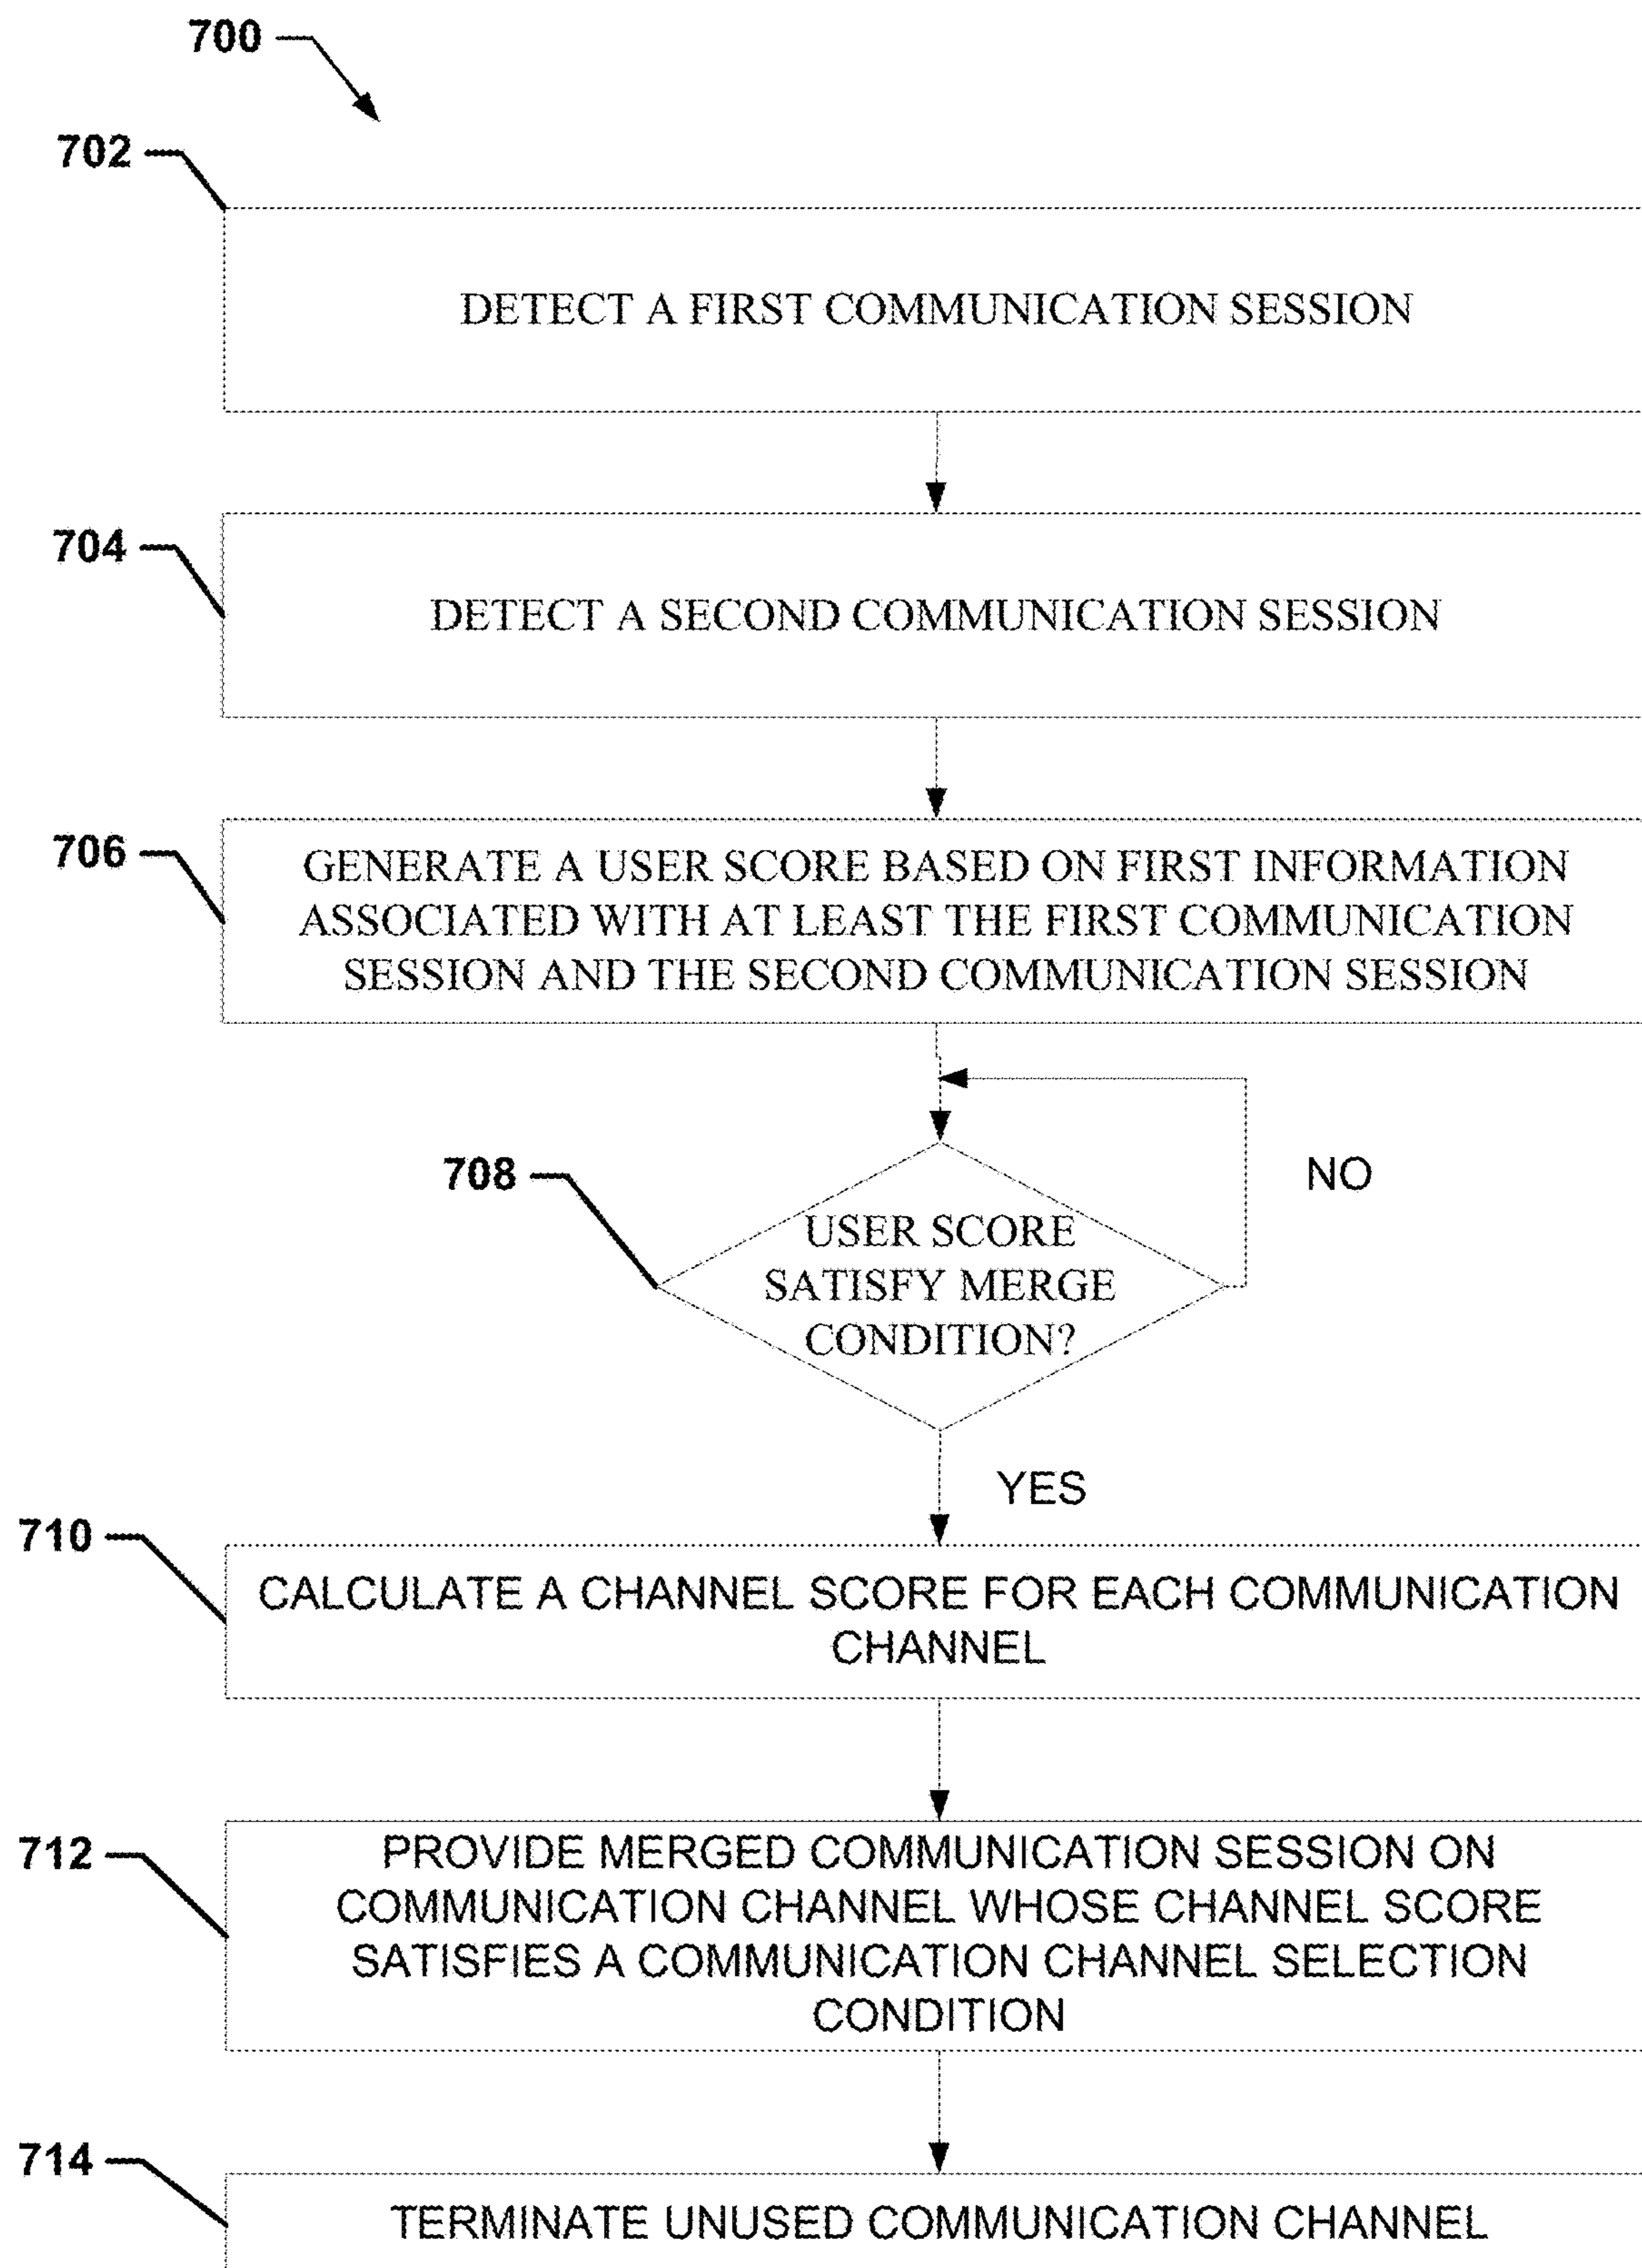 700
702
DETECT A FIRST COMMUNICATION SESSION
704
DETECT A SECOND COMMUNICATION SESSION
706
GENERATE A USER SCORE BASED ON FIRST INFORMATION
ASSOCIATED WITH AT LEAST THE FIRST COMMUNICATION
SESSION AND THE SECOND COMMUNICATION SESSION
708
NO
USER SCORE
SATISFY MERGE
CONDITION?
YES
710
CALCULATE A CHANNEL SCORE FOR EACH COMMUNICATION
CHANNEL
712
PROVIDE MERGED COMMUNICATION SESSION ON
COMMUNICATION CHANNEL WHOSE CHANNEL SCORE
SATISFIES A COMMUNICATION CHANNEL SELECTION
CONDITION
714
TERMINATE UNUSED COMMUNICATION CHANNEL